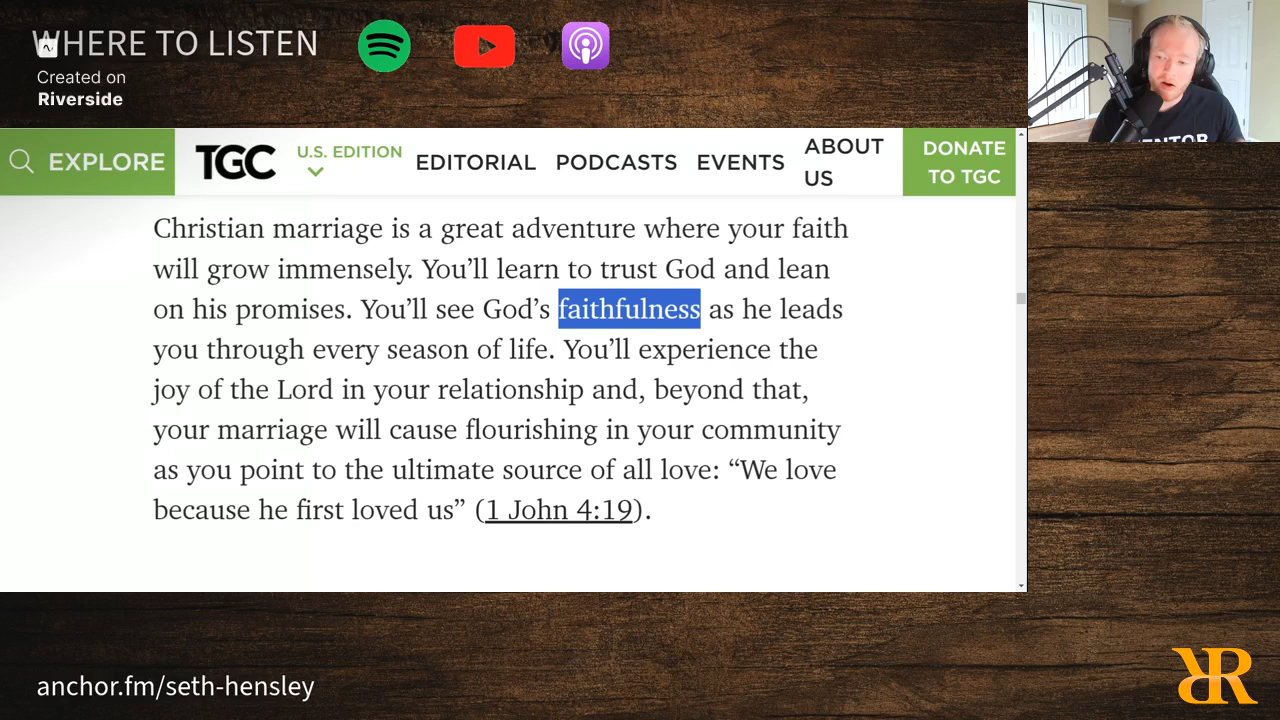 WHERE TO LISTEN
Created on
Riverside
EXPLORE
TGC
U.S. EDITION
EDITORIAL
PODCASTS
EVENTS
ABOUT
US
DONATE
TO TGC
Christian marriage is a great adventure where your faith
will grow immensely. You’ll learn to trust God and lean
on his promises. You’ll see God’s faithfulness as he leads
you through every season of life. You’ll experience the
joy of the Lord in your relationship and, beyond that,
your marriage will cause flourishing in your community
as you point to the ultimate source of all love: “We love
because he first loved us” (1 John 4:19).
anchor.fm/seth-hensley